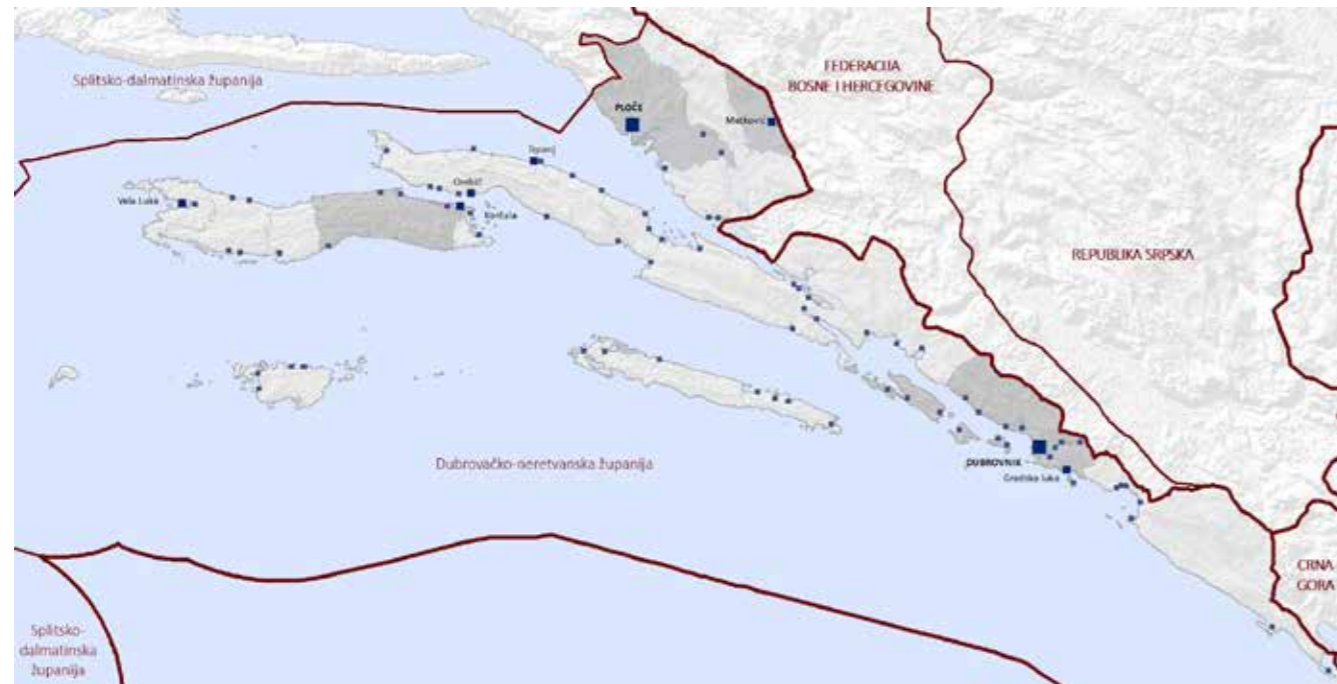 FEDERACIJA
BOSNE I HERCEGOVINE
Splitsko-dalmatinska županija
PLOČE
Metković
Trpanj
Orebić
Vela Luka
Korčula
REPUBLIKA SRPSKA
Dubrovačko-neretvanska županija
DUBROVNIK
Gradska luka
CRNA
GORA
Splitsko-
dalmatinska
županija